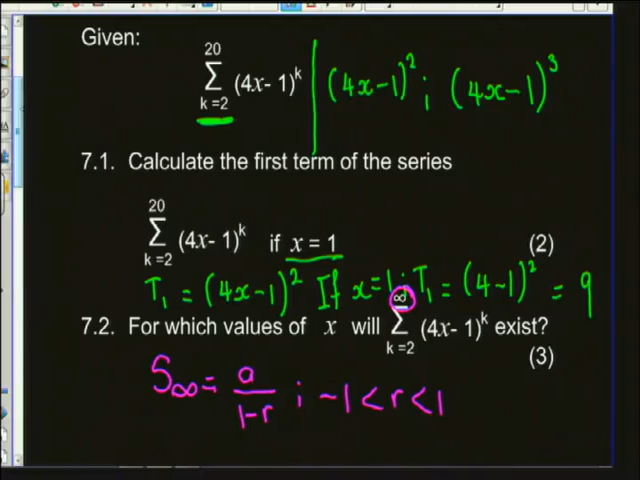 Given:
20
∑ (4x- 1)^k | (4x-1)^2 ; (4x-1)^3
k =2
7.1. Calculate the first term of the series
20
∑ (4x- 1)^k if x = 1 (2)
k =2
T₁ = (4x-1)^2 If x=1; T₁ = (4-1)^2 = 9
∞
7.2. For which values of x will ∑ (4x- 1)^k exist?
k =2
(3)
S∞ = a/1-r ; -1 < r < 1